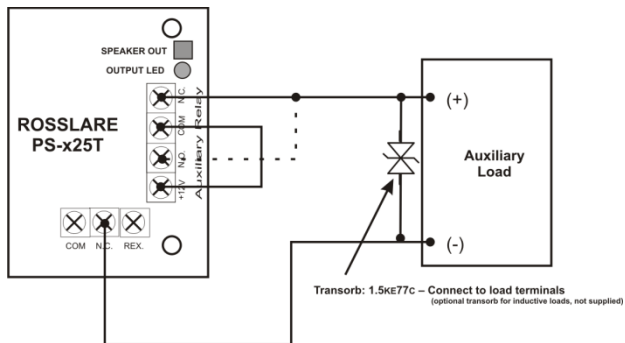 SPEAKER OUT
OUTPUT LED
ROSSLARE
PS-x25T
N.C.
COM
N.O.
+12V
Auxiliary Relay
COM
N.C.
REX.
(+)
(-)
Auxiliary
Load
Transorb: 1.5KE77C – Connect to load terminals
(optional transorb for inductive loads, not supplied)